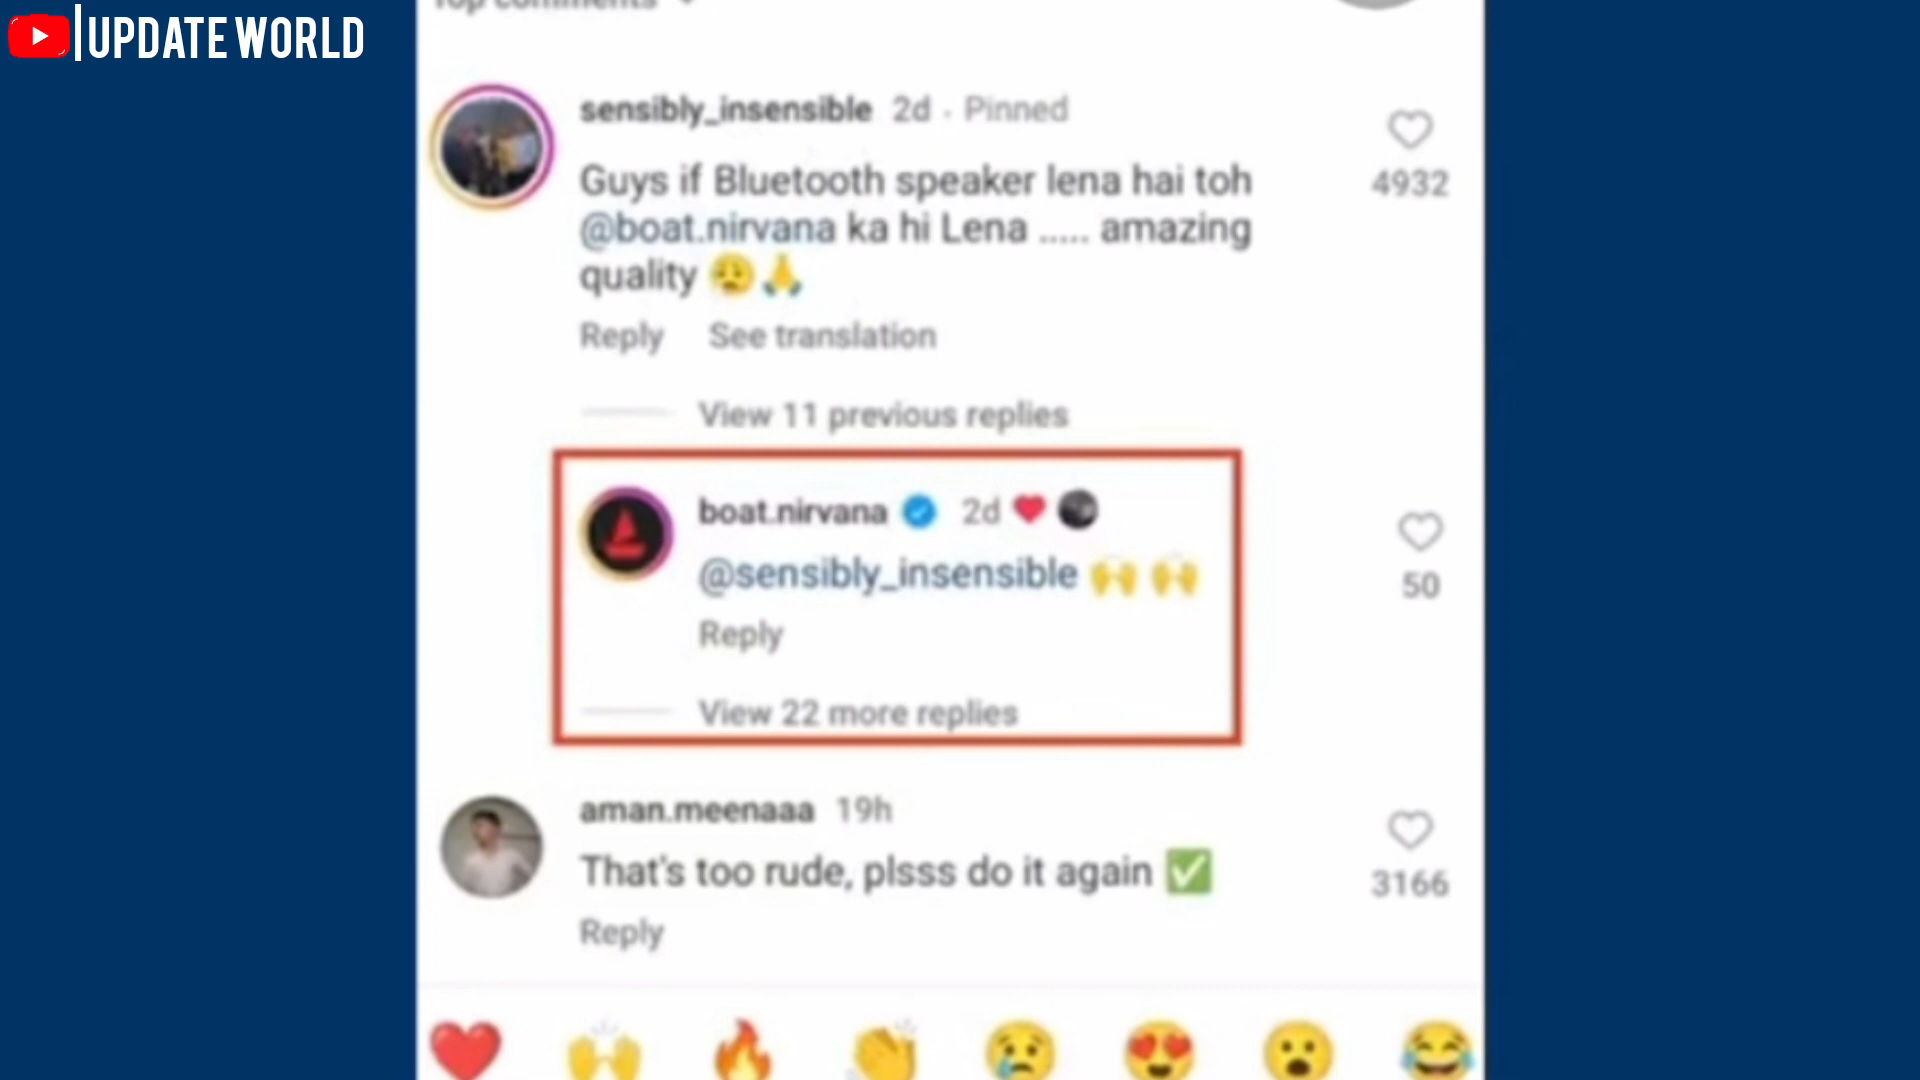 UPDATE WORLD
Top comments
sensibly_insensible 2d · Pinned
Guys if Bluetooth speaker lena hai toh
@boat.nirvana ka hi Lena ..... amazing
quality 😥🙏
4932
Reply See translation
View 11 previous replies
boat.nirvana 2d ❤
@sensibly_insensible 🙌 🙌
50
Reply
View 22 more replies
aman.meenaaa 19h
That's too rude, plsss do it again ✅
3166
Reply